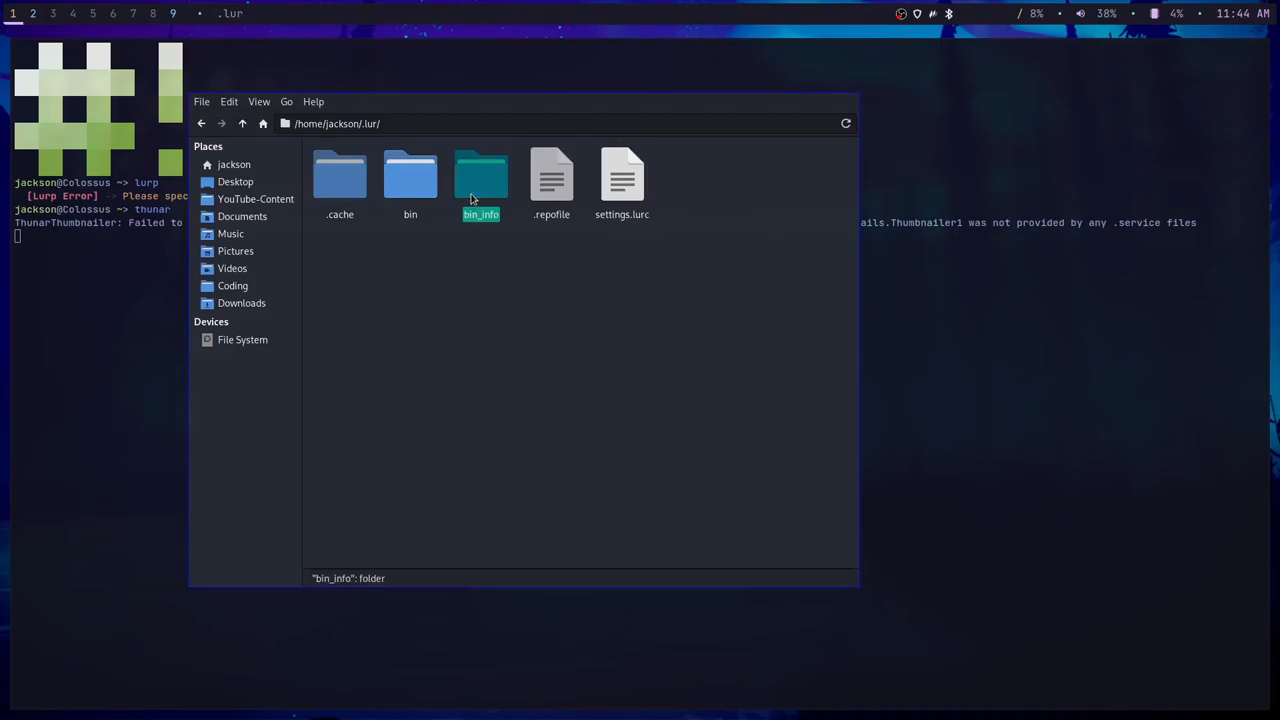 1 2 3 4 5 6 7 8 9 • .lur / 8% • 38% • 4% • 11:44 AM
File Edit View Go Help
/home/jackson/.lur/
Places
jackson
Desktop
YouTube-Content
Documents
Music
Pictures
Videos
Coding
Downloads
Devices
File System
.cache bin bin_info .repofile settings.lurc
"bin_info": folder
jackson@Colossus ~> lurp
[Lurp Error] -> Please spec
jackson@Colossus ~> thunar
ThunarThumbnailer: Failed to ails.Thumbnailer1 was not provided by any .service files